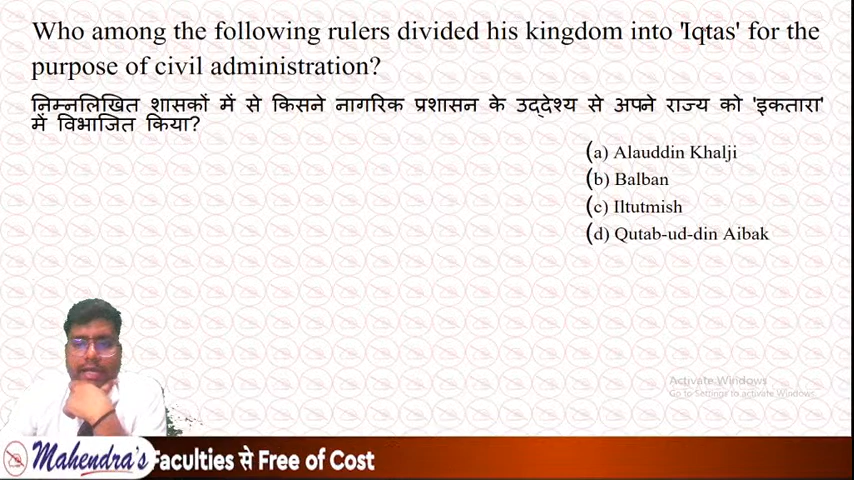 Who among the following rulers divided his kingdom into 'Iqtas' for the
purpose of civil administration?
निम्नलिखित शासकों में से किसने नागरिक प्रशासन के उद्देश्य से अपने राज्य को 'इकतारा'
में विभाजित किया?
(a) Alauddin Khalji
(b) Balban
(c) Iltutmish
(d) Qutab-ud-din Aibak
Activate Windows
Go to Settings to activate Windows.
Mahendra's Faculties से Free of Cost